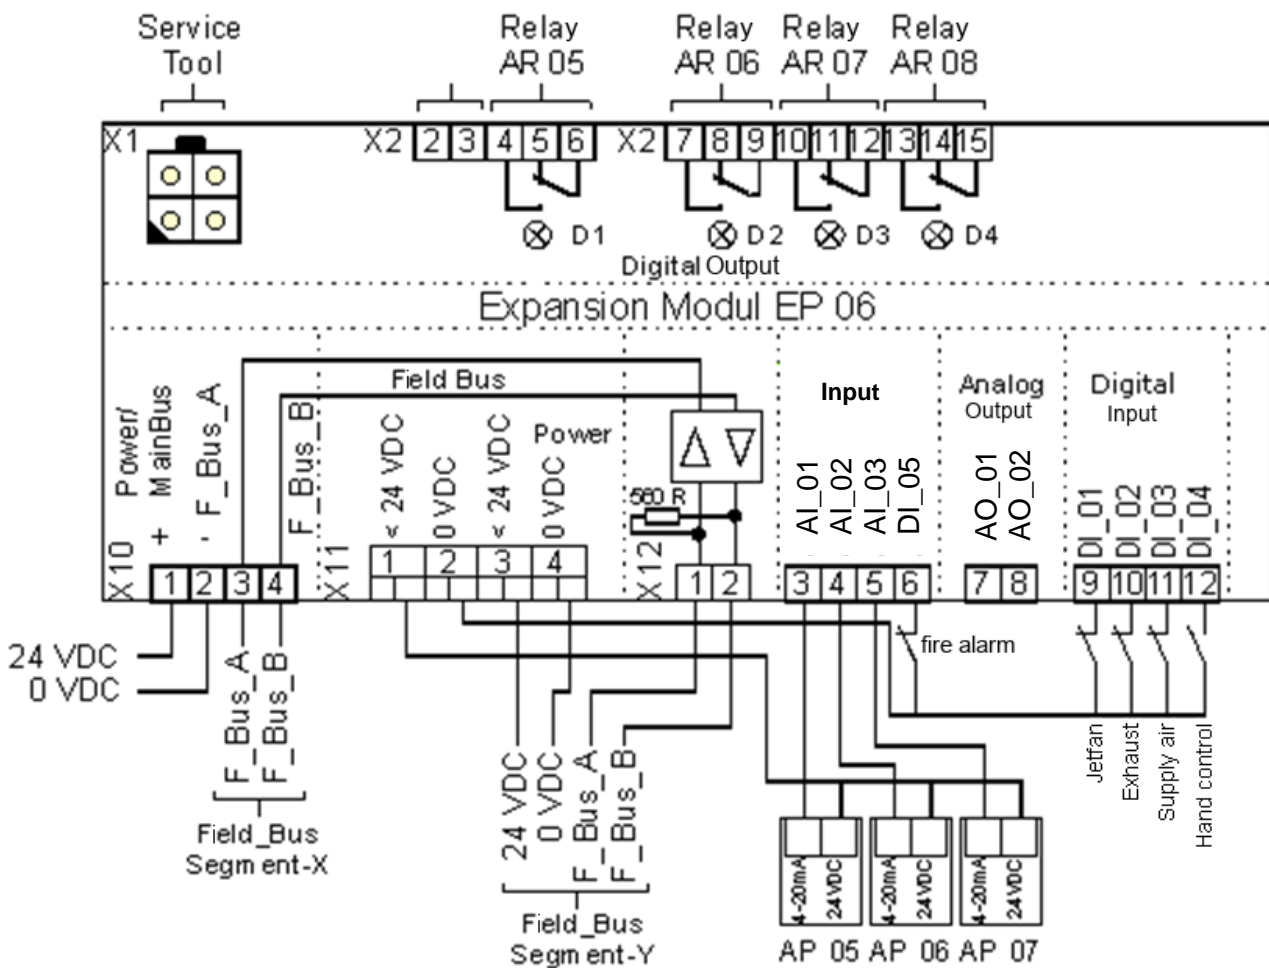 Service
Tool
Relay
AR 05
Relay
AR 06
Relay
AR 07
Relay
AR 08
X1
X2 2 3 4 5 6
X2 7 8 9 10 11 12 13 14 15
D1
D2
D3
D4
Digital Output
Expansion Modul EP 06
Power/
MainBus
+
-
F_Bus_A
F_Bus_B
Field Bus
< 24 VDC
0 VDC
< 24 VDC
0 VDC
Power
560 R
Input
AI_01
AI_02
AI_03
DI_05
Analog
Output
AO_01
AO_02
Digital
Input
DI_01
DI_02
DI_03
DI_04
X10 1 2 3 4
X11 1 2 3 4
X12 1 2
3 4 5 6
7 8
9 10 11 12
24 VDC
0 VDC
F_Bus_A
F_Bus_B
Field_Bus
Segment-X
24 VDC
0 VDC
F_Bus_A
F_Bus_B
Field_Bus
Segment-Y
fire alarm
Jetfan
Exhaust
Supply air
Hand control
4-20mA
24VDC
4-20mA
24VDC
4-20mA
24VDC
AP 05
AP 06
AP 07